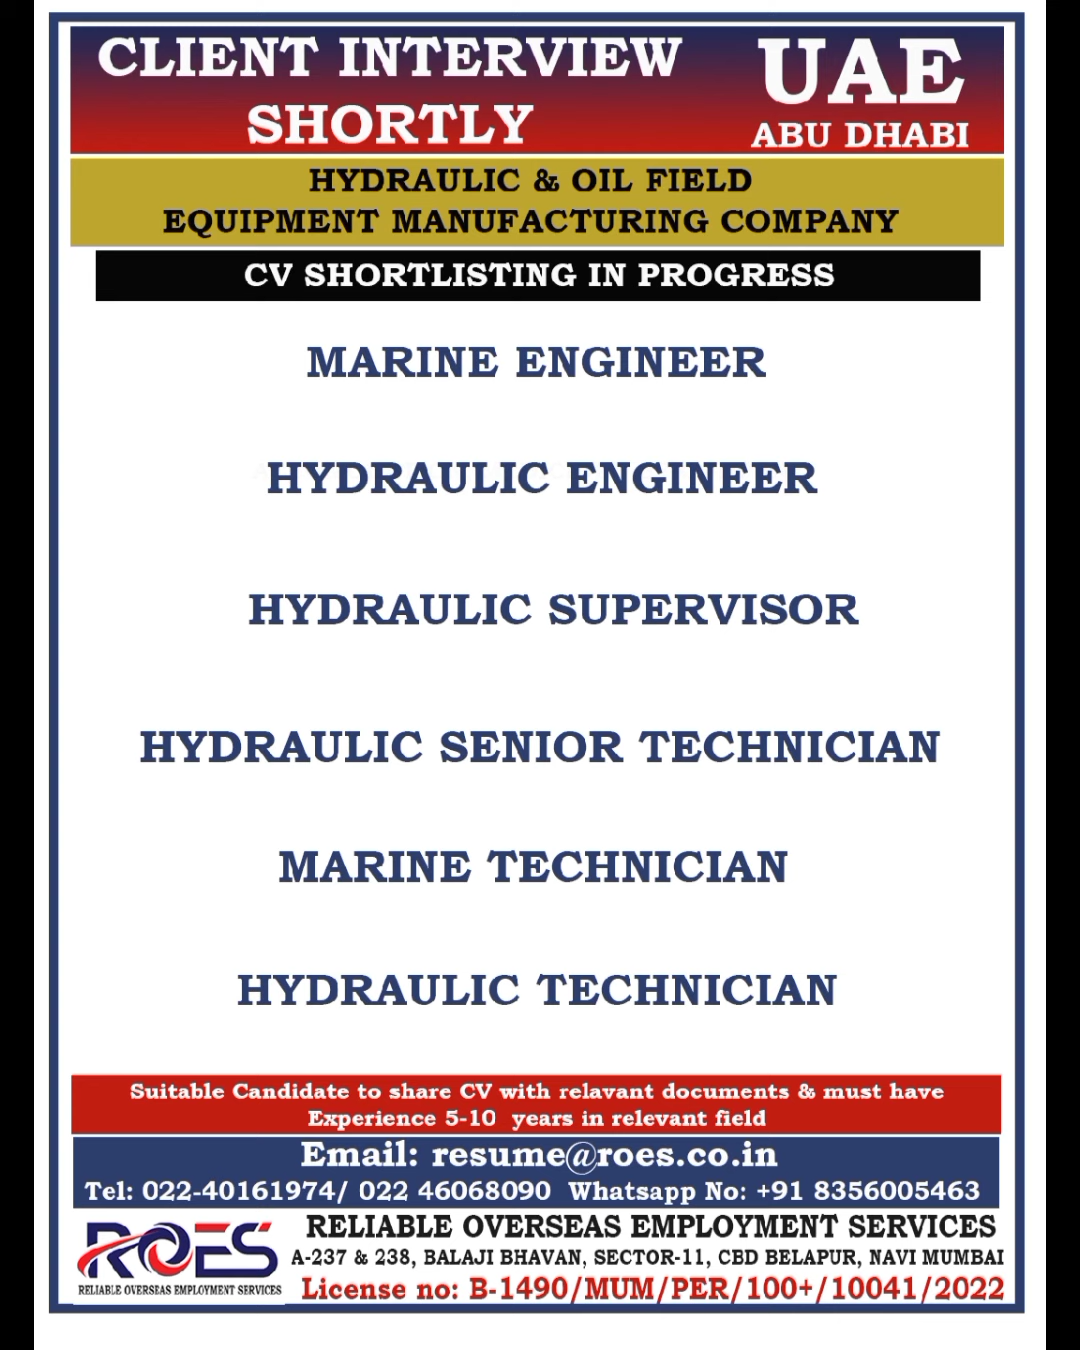 CLIENT INTERVIEW
SHORTLY
UAE
ABU DHABI
HYDRAULIC & OIL FIELD
EQUIPMENT MANUFACTURING COMPANY
CV SHORTLISTING IN PROGRESS
MARINE ENGINEER
HYDRAULIC ENGINEER
HYDRAULIC SUPERVISOR
HYDRAULIC SENIOR TECHNICIAN
MARINE TECHNICIAN
HYDRAULIC TECHNICIAN
Suitable Candidate to share CV with relavant documents & must have
Experience 5-10 years in relevant field
Email: resume@roes.co.in
Tel: 022-40161974/ 022 46068090 Whatsapp No: +91 8356005463
ROES
RELIABLE OVERSEAS EMPLOYMENT SERVICES
RELIABLE OVERSEAS EMPLOYMENT SERVICES
A-237 & 238, BALAJI BHAVAN, SECTOR-11, CBD BELAPUR, NAVI MUMBAI
License no: B-1490/MUM/PER/100+/10041/2022